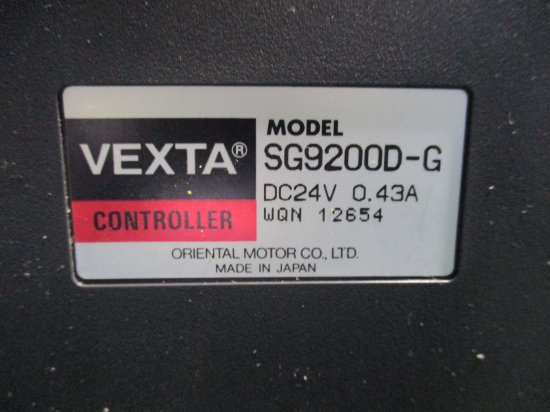 VEXTA®
CONTROLLER
MODEL
SG9200D-G
DC24V 0.43A
WQN 12654
ORIENTAL MOTOR CO., LTD.
MADE IN JAPAN